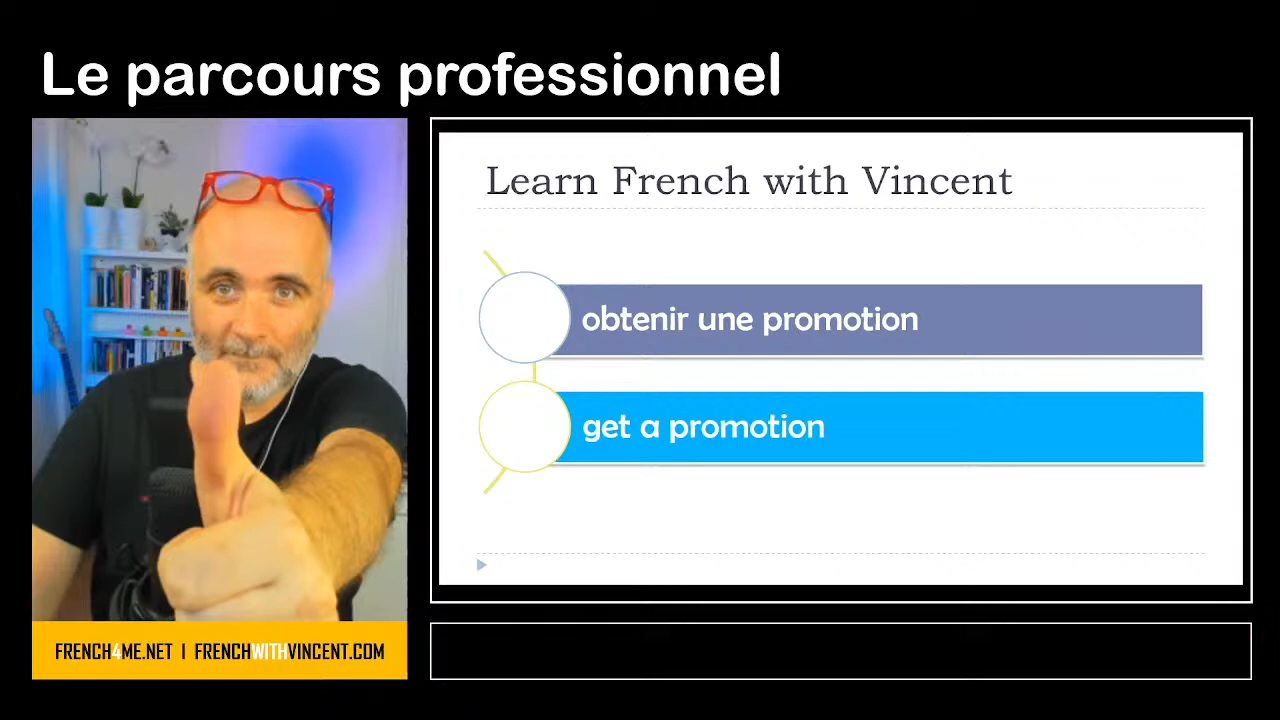 Le parcours professionnel
Learn French with Vincent
obtenir une promotion
get a promotion
FRENCH4ME.NET | FRENCHWITHVINCENT.COM